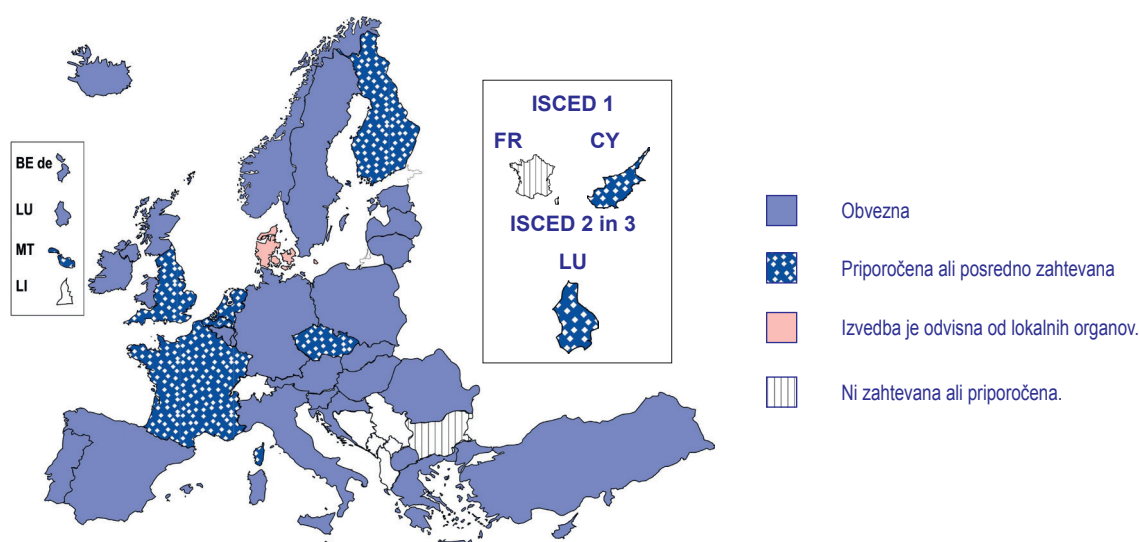 BE de
LU
MT
LI
ISCED 1
FR CY
ISCED 2 in 3
LU
Obvezna
Priporočena ali posredno zahtevana
Izvedba je odvisna od lokalnih organov.
Ni zahtevana ali priporočena.